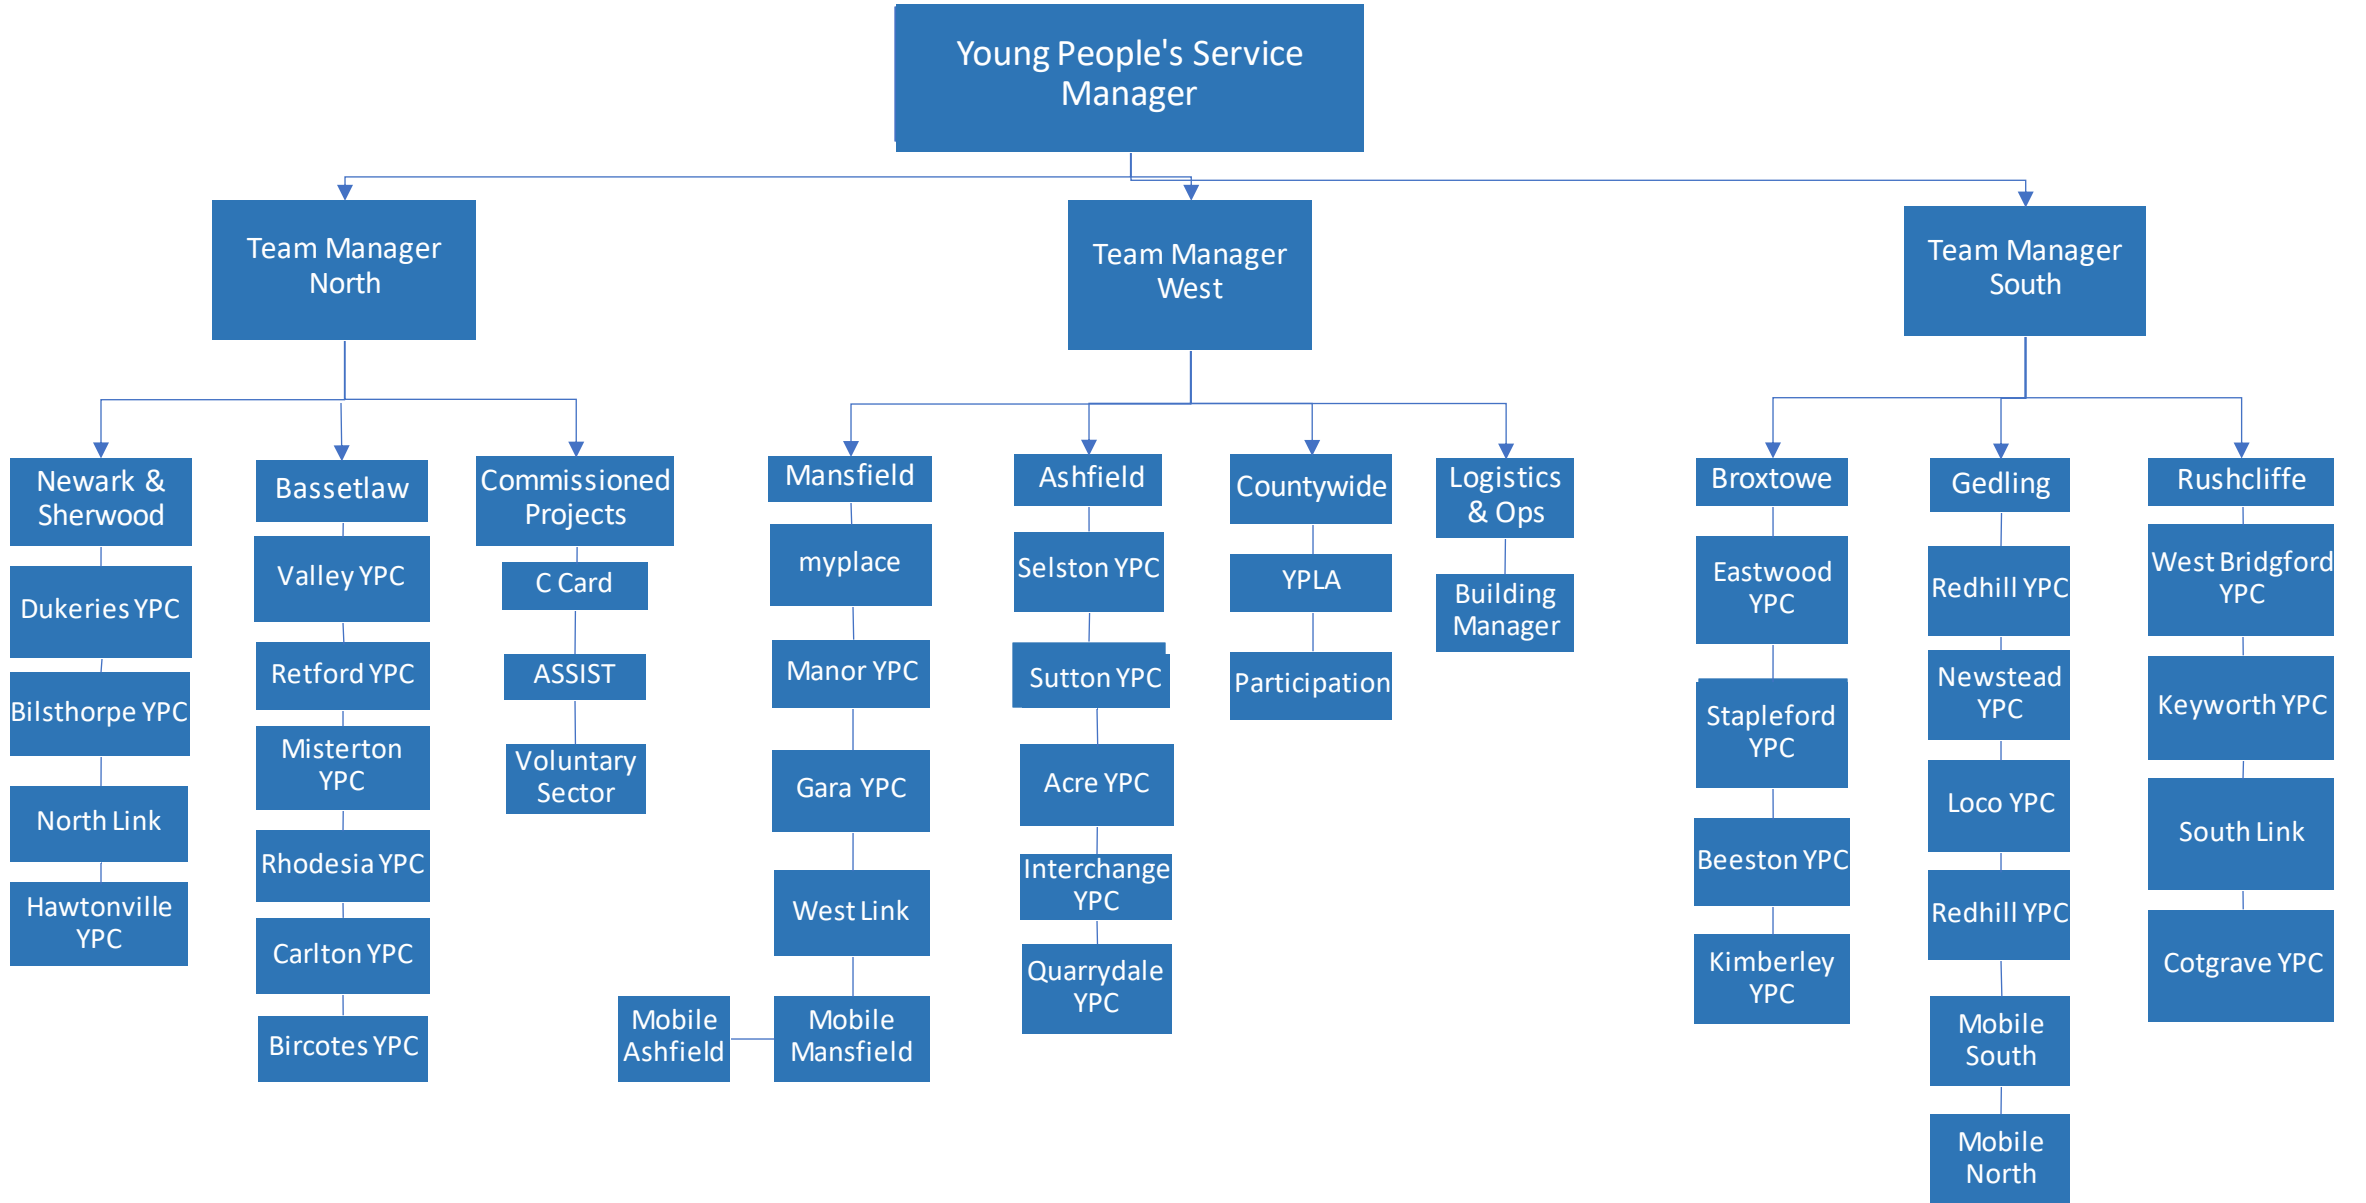 Young People's Service
Manager
Team Manager
North
Team Manager
West
Team Manager
South
Newark &
Sherwood
Dukeries YPC
Bilsthorpe YPC
North Link
Hawtonville
YPC
Bassetlaw
Valley YPC
Retford YPC
Misterton
YPC
Rhodesia YPC
Carlton YPC
Bircotes YPC
Commissioned
Projects
C Card
ASSIST
Voluntary
Sector
Mansfield
myplace
Manor YPC
Gara YPC
West Link
Mobile
Mansfield
Mobile
Ashfield
Ashfield
Selston YPC
Sutton YPC
Acre YPC
Interchange
YPC
Quarrydale
YPC
Countywide
YPLA
Participation
Logistics
& Ops
Building
Manager
Broxtowe
Eastwood
YPC
Stapleford
YPC
Beeston YPC
Kimberley
YPC
Gedling
Redhill YPC
Newstead
YPC
Loco YPC
Redhill YPC
Mobile
South
Mobile
North
Rushcliffe
West Bridgford
YPC
Keyworth YPC
South Link
Cotgrave YPC